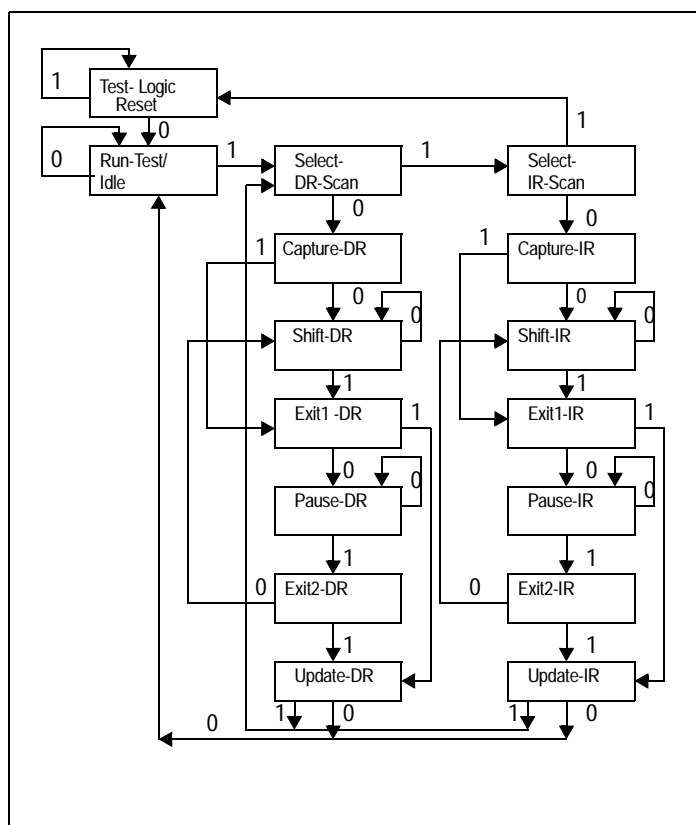 1
Test- Logic
Reset
0
1
0
Run-Test/
Idle
1
Select-
DR-Scan
1
Select-
IR-Scan
0
0
1
Capture-DR
1
Capture-IR
0
0
0
0
Shift-DR
Shift-IR
1
1
Exit1 -DR
1
Exit1-IR
1
0
0
0
0
Pause-DR
Pause-IR
1
1
0
Exit2-DR
0
Exit2-IR
1
1
Update-DR
Update-IR
1
0
1
0
0